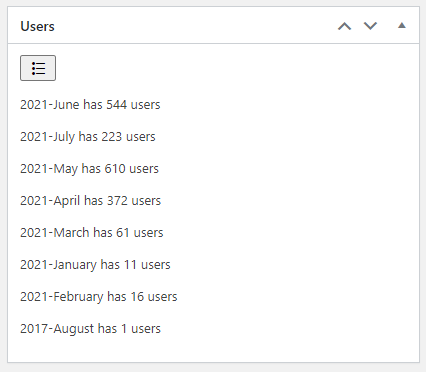 Users
2021-June has 544 users
2021-July has 223 users
2021-May has 610 users
2021-April has 372 users
2021-March has 61 users
2021-January has 11 users
2021-February has 16 users
2017-August has 1 users